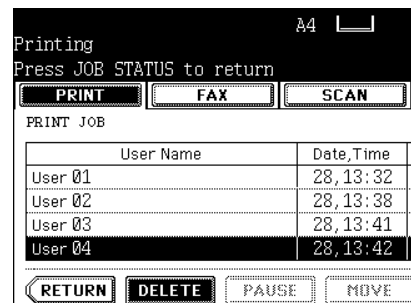 A4
Printing
Press JOB STATUS to return
PRINT FAX SCAN
PRINT JOB
User Name Date,Time
User 01 28,13:32
User 02 28,13:38
User 03 28,13:41
User 04 28,13:42
RETURN DELETE PAUSE MOVE